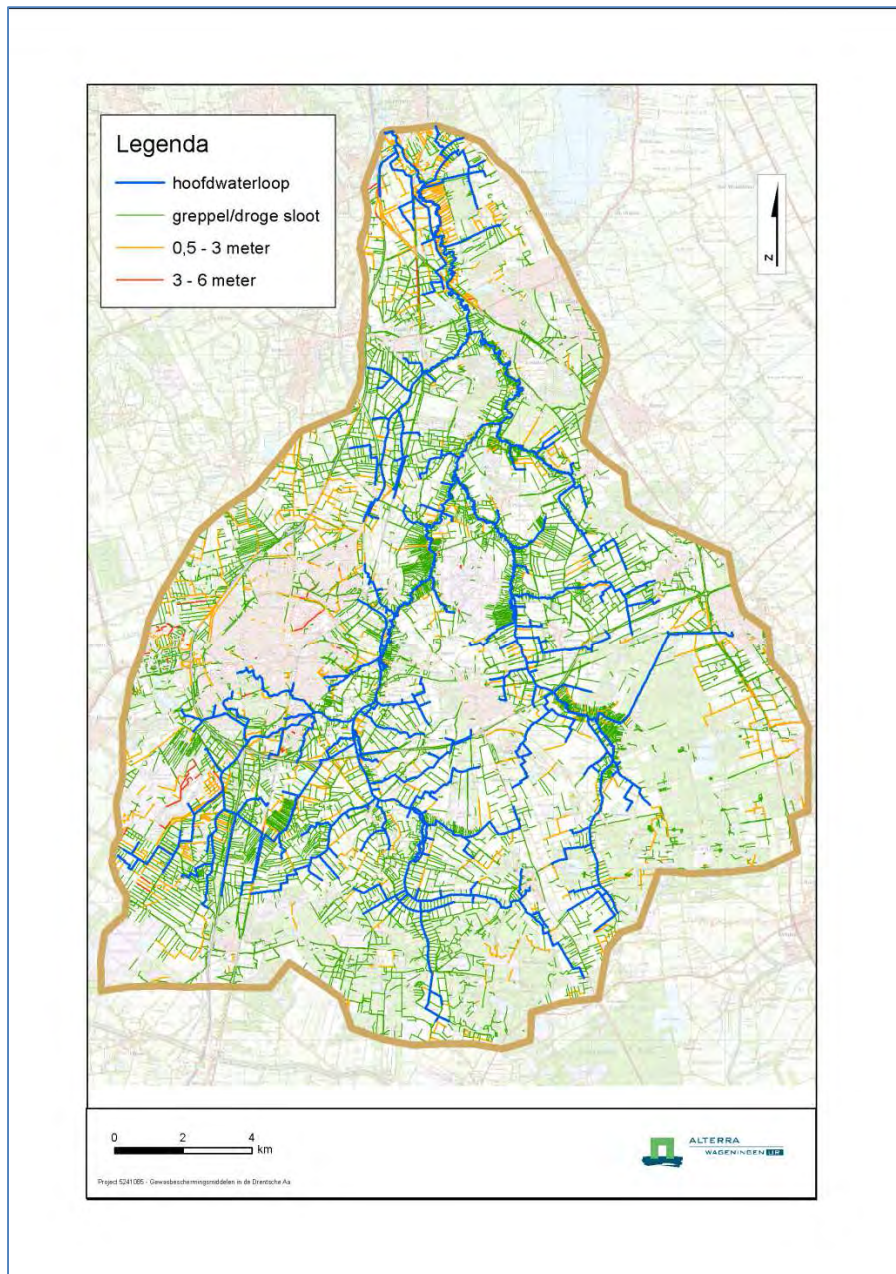 Legenda
hoofdwaterloop
greppel/droge sloot
0,5 - 3 meter
3 - 6 meter
N
0 2 4
km
ALTERRA
WAGENINGEN UR
Project 5241085 - Gewasbeschermingsmiddelen in de Drentsche Aa